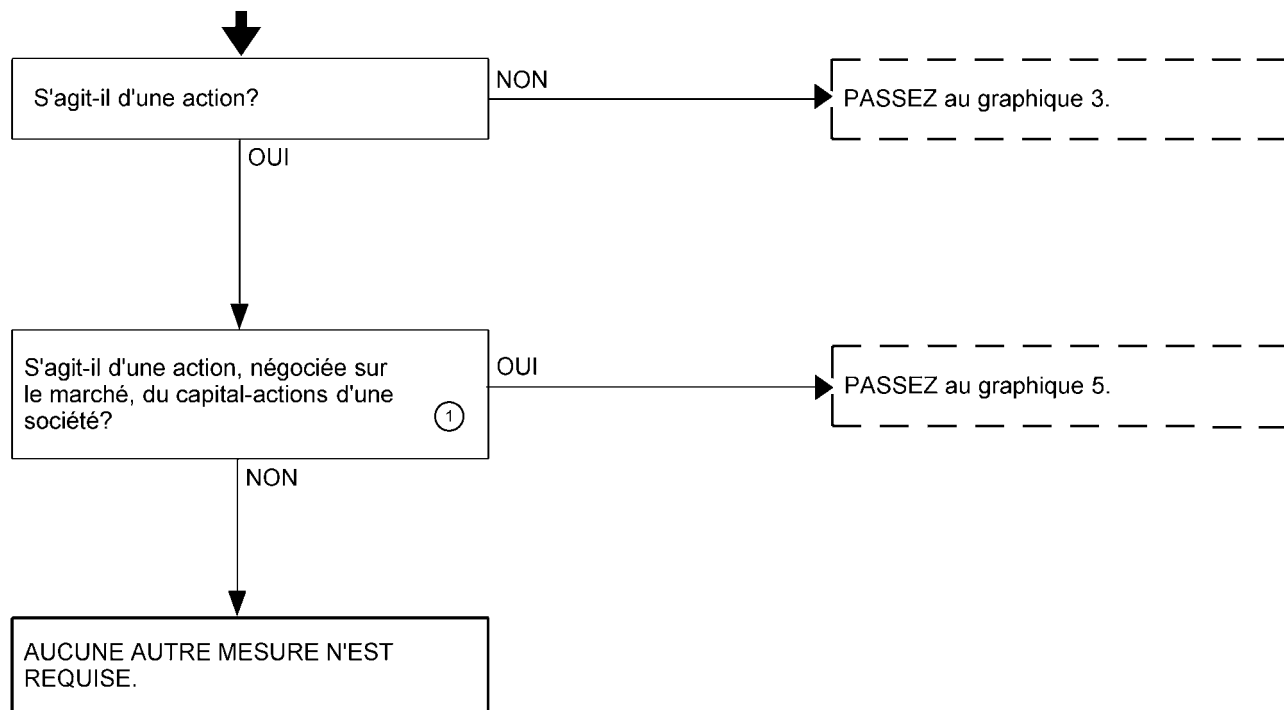 S'agit-il d'une action?
NON
PASSEZ au graphique 3.
OUI
S'agit-il d'une action, négociée sur
le marché, du capital-actions d'une
société?
1
OUI
PASSEZ au graphique 5.
NON
AUCUNE AUTRE MESURE N'EST
REQUISE.